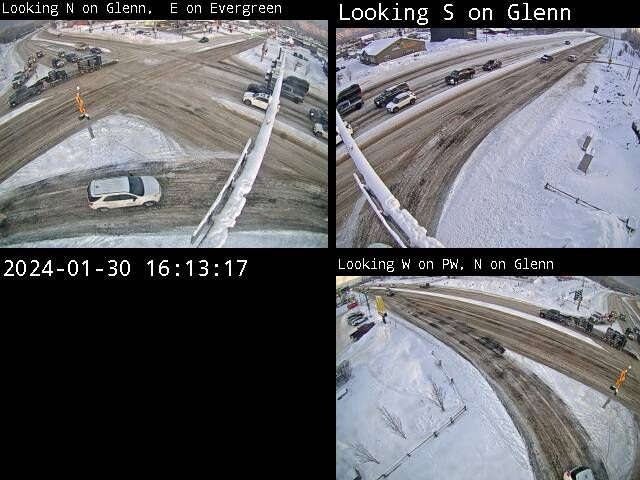 Looking N on Glenn,  E on Evergreen
Looking S on Glenn
2024-01-30 16:13:17
Looking W on PW, N on Glenn